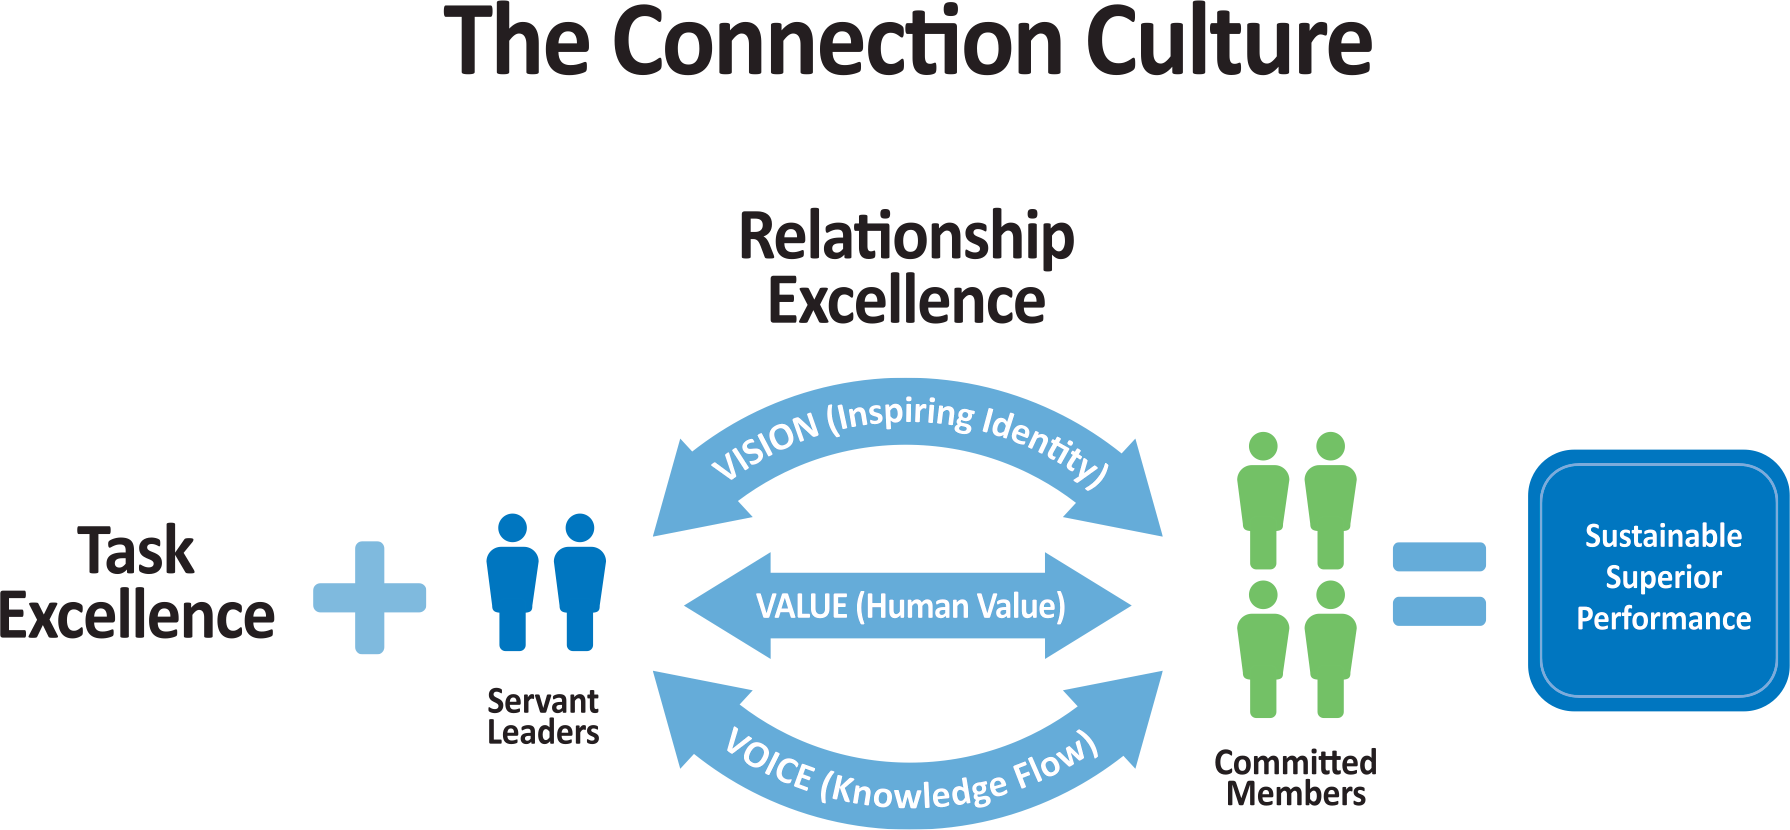 The Connection Culture
Relationship
Excellence
Task
Excellence
Servant
Leaders
VISION (Inspiring Identity)
VALUE (Human Value)
VOICE (Knowledge Flow)
Committed
Members
Sustainable
Superior
Performance